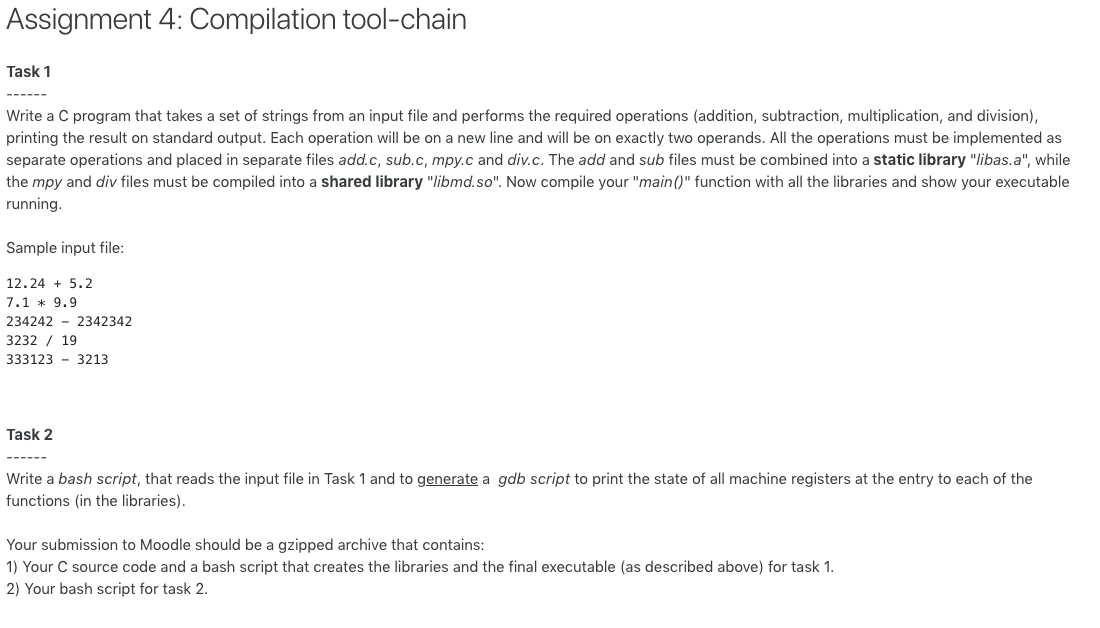 Assignment 4: Compilation tool-chain
Task 1
------
Write a C program that takes a set of strings from an input file and performs the required operations (addition, subtraction, multiplication, and division),
printing the result on standard output. Each operation will be on a new line and will be on exactly two operands. All the operations must be implemented as
separate operations and placed in separate files add.c, sub.c, mpy.c and div.c. The add and sub files must be combined into a static library "libas.a", while
the mpy and div files must be compiled into a shared library "libmd.so". Now compile your "main()" function with all the libraries and show your executable
running.
Sample input file:
12.24 + 5.2
7.1 * 9.9
234242 – 2342342
3232 / 19
333123 – 3213
Task 2
------
Write a bash script, that reads the input file in Task 1 and to generate a gdb script to print the state of all machine registers at the entry to each of the
functions (in the libraries).
Your submission to Moodle should be a gzipped archive that contains:
1) Your C source code and a bash script that creates the libraries and the final executable (as described above) for task 1.
2) Your bash script for task 2.